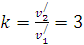 k = v₂/ / v₁/ = 3